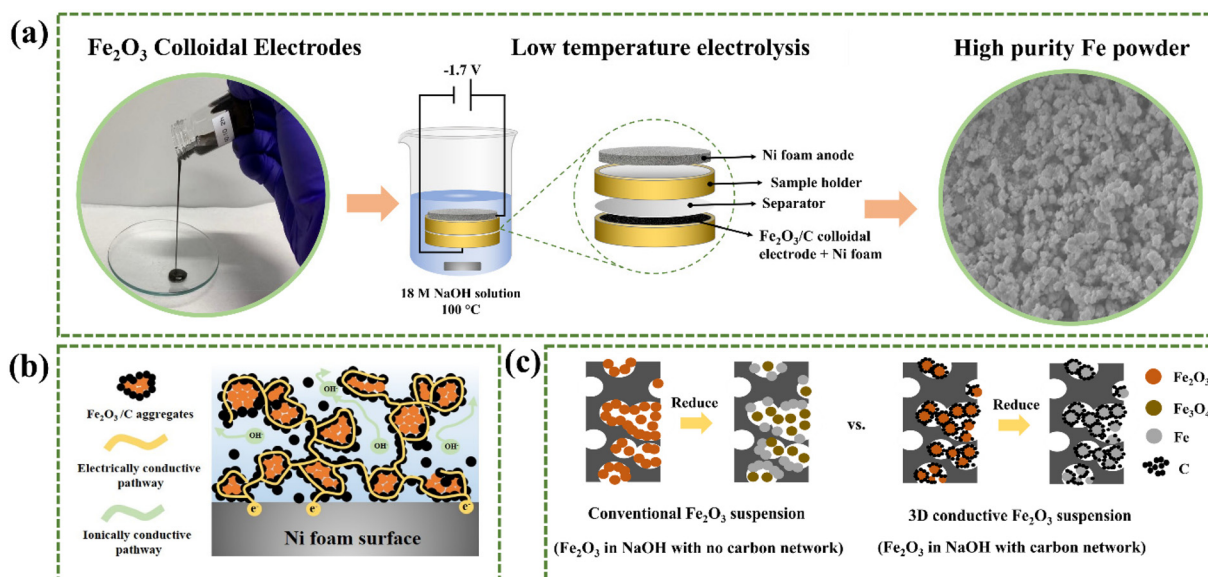 (a)
Fe₂O₃ Colloidal Electrodes
Low temperature electrolysis
High purity Fe powder
-1.7 V
18 M NaOH solution
100 °C
Ni foam anode
Sample holder
Separator
Fe₂O₃/C colloidal
electrode + Ni foam
(b)
Fe₂O₃ /C aggregates
Electrically conductive
pathway
Ionically conductive
pathway
OH⁻
OH⁻
OH⁻
OH⁻
e⁻
e⁻
e⁻
Ni foam surface
(c)
Reduce
vs.
Reduce
Fe₂O₃
Fe₃O₄
Fe
C
Conventional Fe₂O₃ suspension
(Fe₂O₃ in NaOH with no carbon network)
3D conductive Fe₂O₃ suspension
(Fe₂O₃ in NaOH with carbon network)